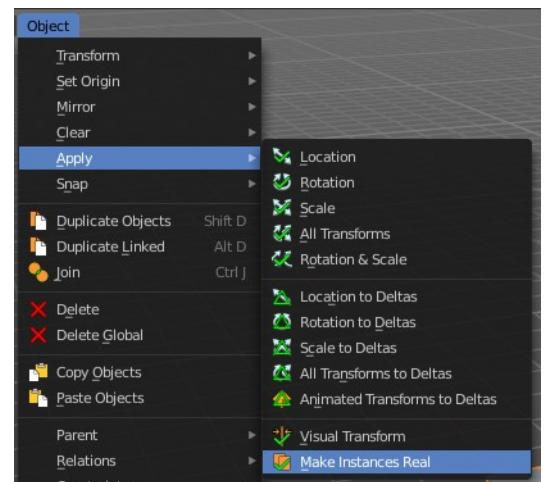 Object
Transform
Set Origin
Mirror
Clear
Apply
Snap
Duplicate Objects Shift D
Duplicate Linked Alt D
Join Ctrl J
Delete
Delete Global
Copy Objects
Paste Objects
Parent
Relations
Location
Rotation
Scale
All Transforms
Rotation & Scale
Location to Deltas
Rotation to Deltas
Scale to Deltas
All Transforms to Deltas
Animated Transforms to Deltas
Visual Transform
Make Instances Real